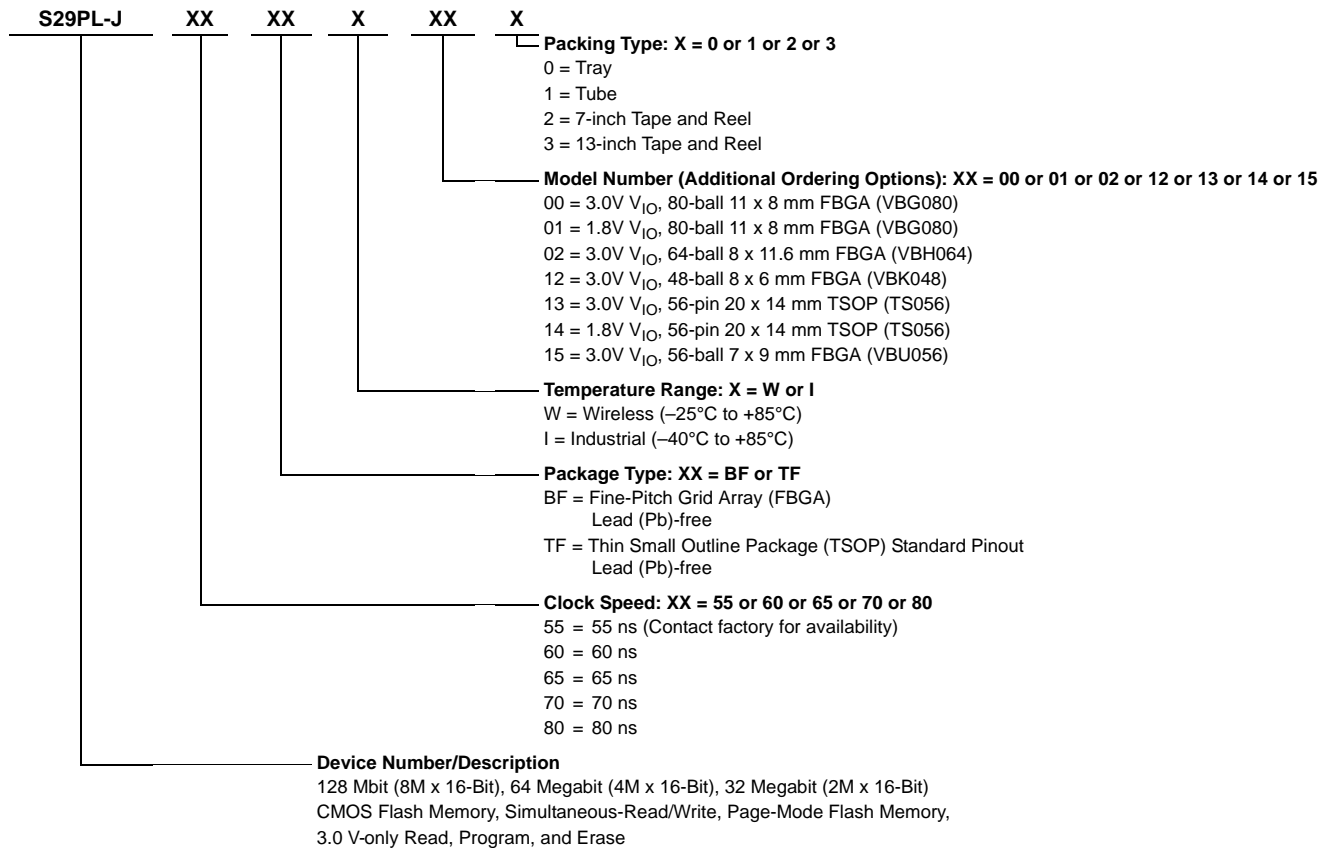 S29PL-J XX XX X XX X
Packing Type: X = 0 or 1 or 2 or 3
0 = Tray
1 = Tube
2 = 7-inch Tape and Reel
3 = 13-inch Tape and Reel
Model Number (Additional Ordering Options): XX = 00 or 01 or 02 or 12 or 13 or 14 or 15
00 = 3.0V VIO, 80-ball 11 x 8 mm FBGA (VBG080)
01 = 1.8V VIO, 80-ball 11 x 8 mm FBGA (VBG080)
02 = 3.0V VIO, 64-ball 8 x 11.6 mm FBGA (VBH064)
12 = 3.0V VIO, 48-ball 8 x 6 mm FBGA (VBK048)
13 = 3.0V VIO, 56-pin 20 x 14 mm TSOP (TS056)
14 = 1.8V VIO, 56-pin 20 x 14 mm TSOP (TS056)
15 = 3.0V VIO, 56-ball 7 x 9 mm FBGA (VBU056)
Temperature Range: X = W or I
W = Wireless (–25°C to +85°C)
I = Industrial (–40°C to +85°C)
Package Type: XX = BF or TF
BF = Fine-Pitch Grid Array (FBGA)
Lead (Pb)-free
TF = Thin Small Outline Package (TSOP) Standard Pinout
Lead (Pb)-free
Clock Speed: XX = 55 or 60 or 65 or 70 or 80
55 = 55 ns (Contact factory for availability)
60 = 60 ns
65 = 65 ns
70 = 70 ns
80 = 80 ns
Device Number/Description
128 Mbit (8M x 16-Bit), 64 Megabit (4M x 16-Bit), 32 Megabit (2M x 16-Bit)
CMOS Flash Memory, Simultaneous-Read/Write, Page-Mode Flash Memory,
3.0 V-only Read, Program, and Erase